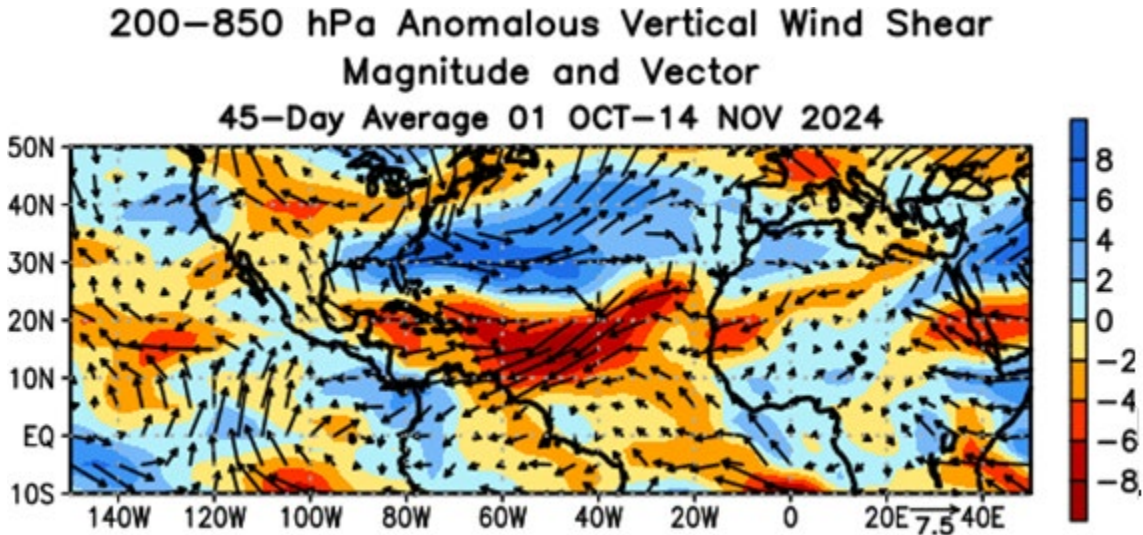 200-850 hPa Anomalous Vertical Wind Shear
Magnitude and Vector
45-Day Average 01 OCT-14 NOV 2024
50N
40N
30N
20N
10N
EQ
10S
140W 120W 100W 80W 60W 40W 20W 0 20E 40E
7.5
8
6
4
2
0
-2
-4
-6
-8